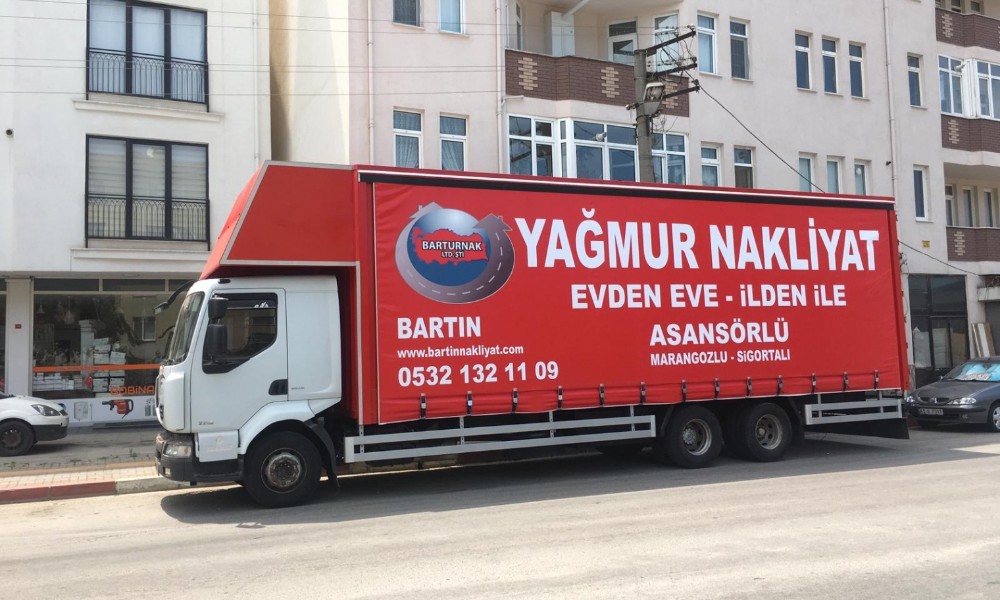 BARTURNAK
LTD. ŞTİ
YAĞMUR NAKLİYAT
EVDEN EVE - İLDEN İLE
ASANSÖRLÜ
MARANGOZLU - SİGORTALI
BARTIN
www.bartinnakliyat.com
0532 132 11 09